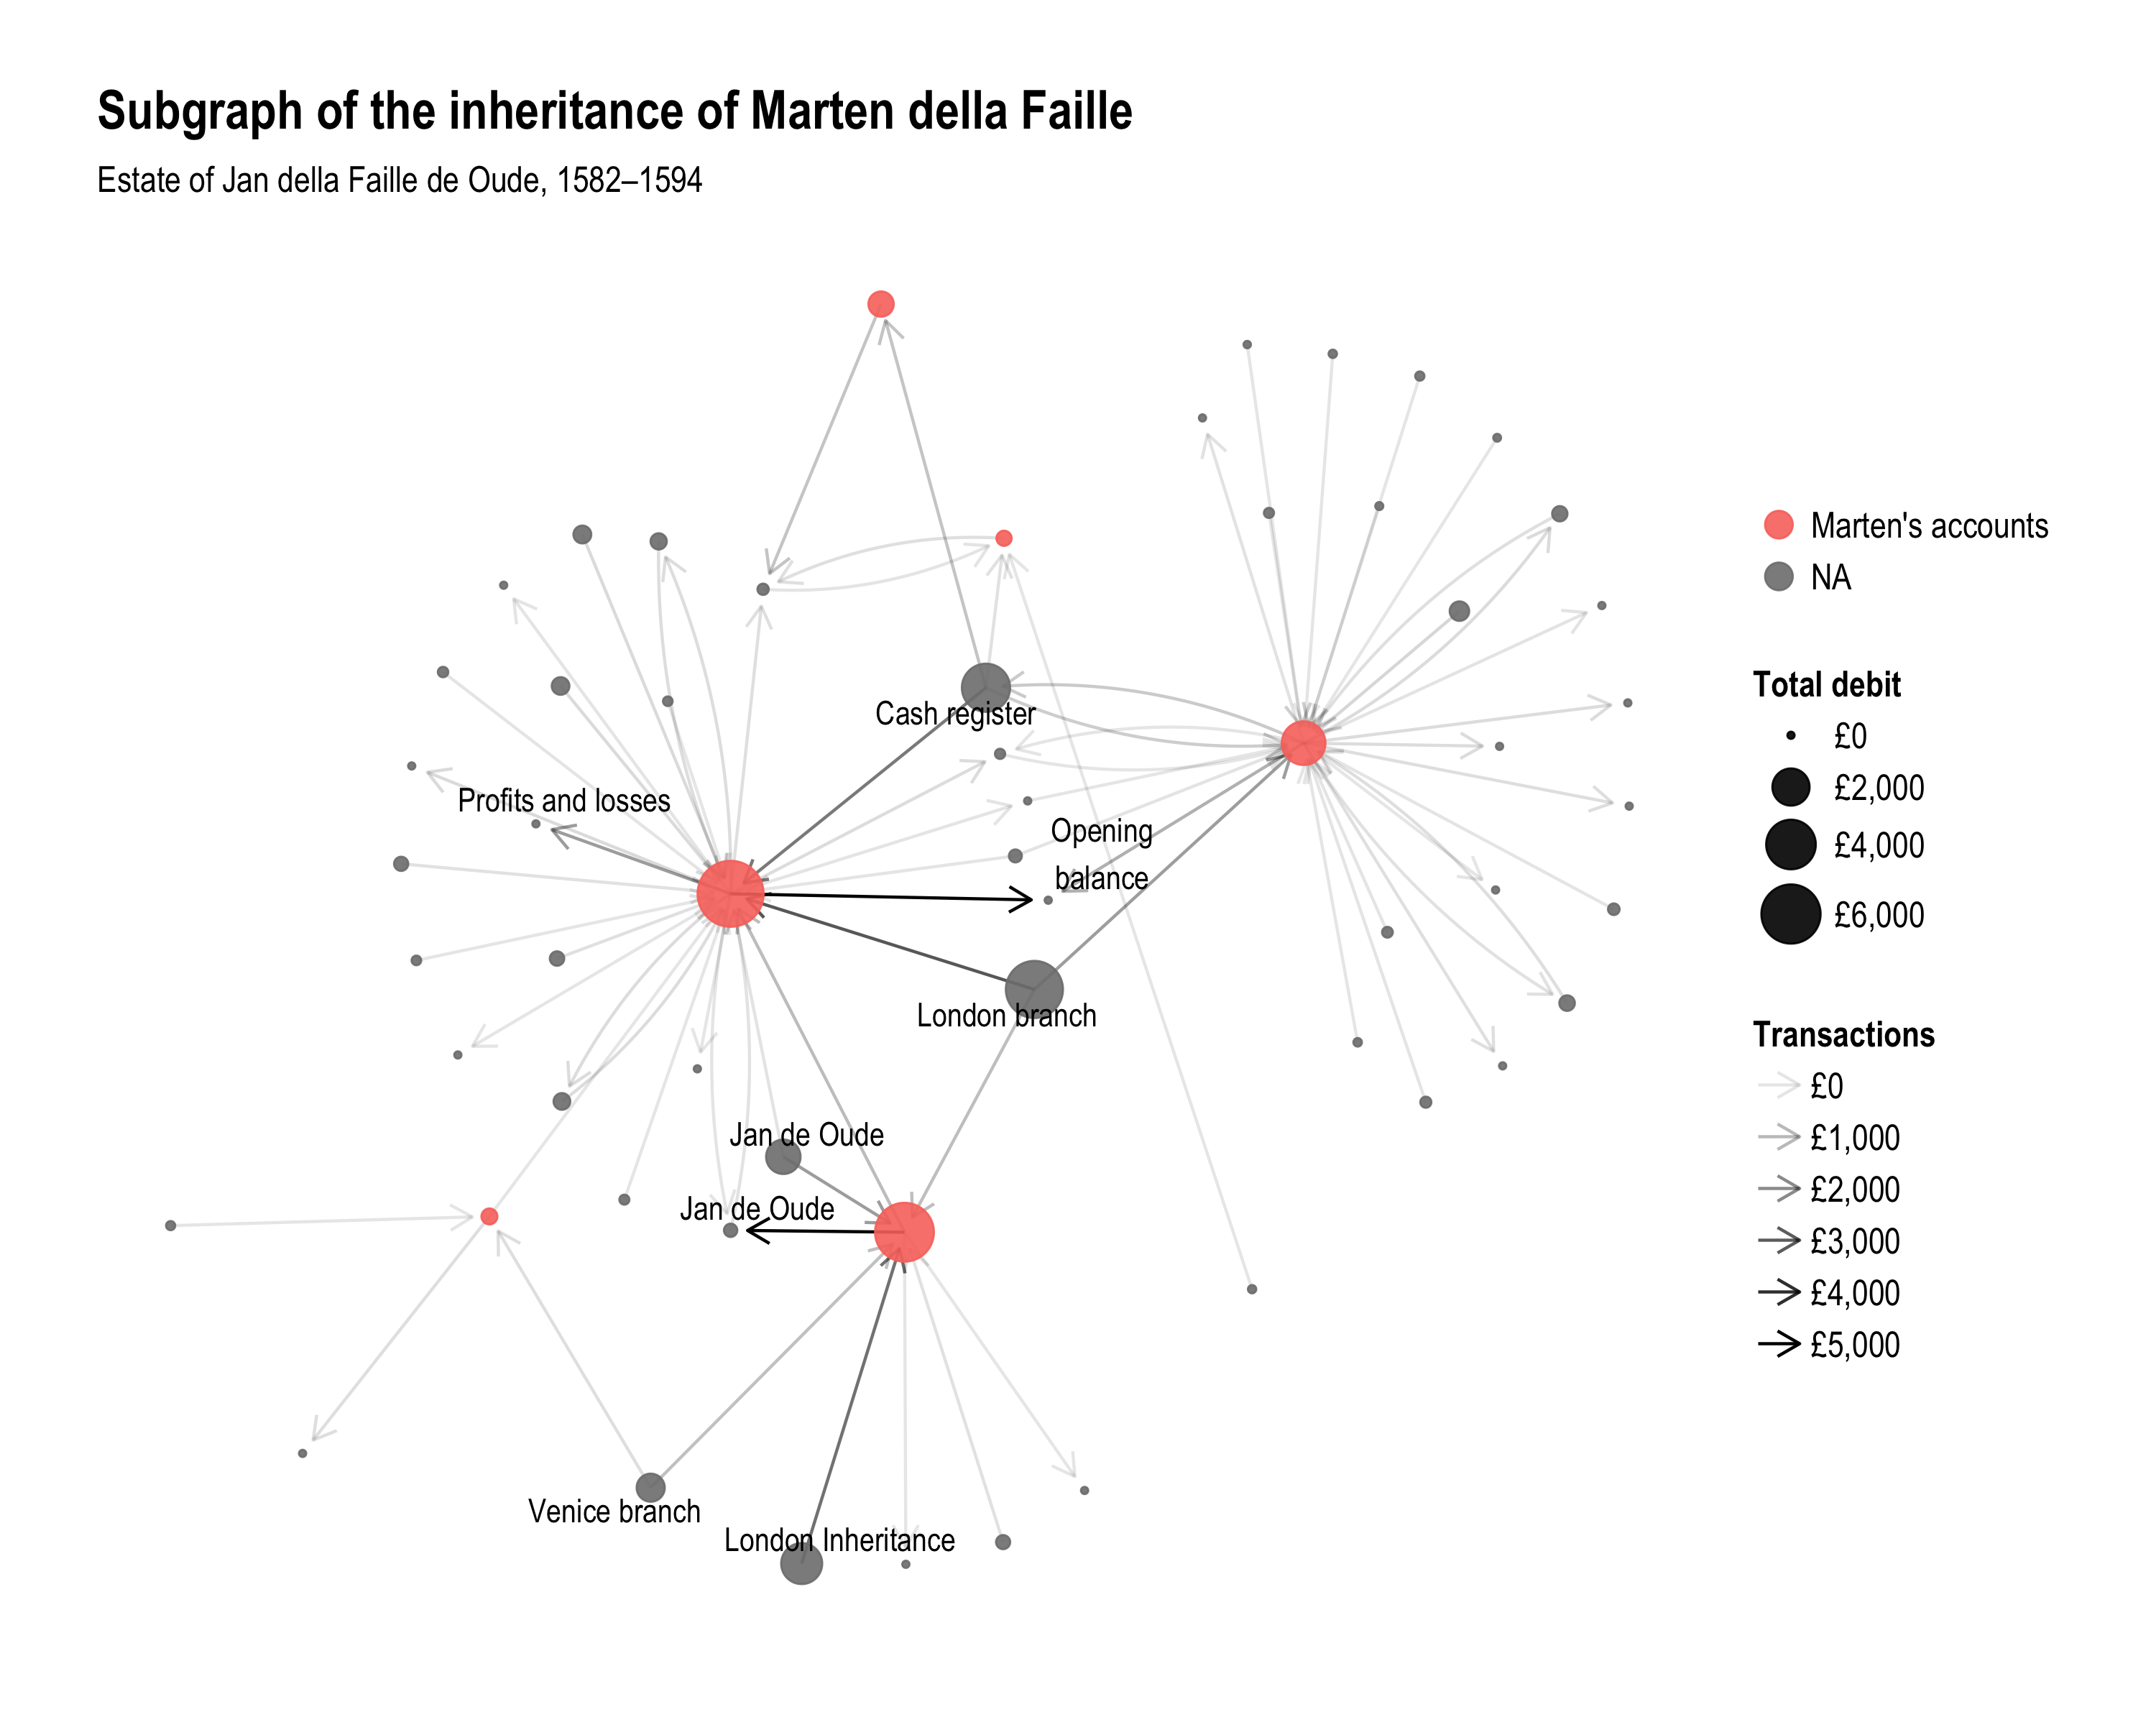 Subgraph of the inheritance of Marten della Faille
Estate of Jan della Faille de Oude, 1582–1594
Cash register
Profits and losses
Opening
balance
London branch
Jan de Oude
Jan de Oude
Venice branch
London Inheritance
Marten's accounts
NA
Total debit
£0
£2,000
£4,000
£6,000
Transactions
£0
£1,000
£2,000
£3,000
£4,000
£5,000